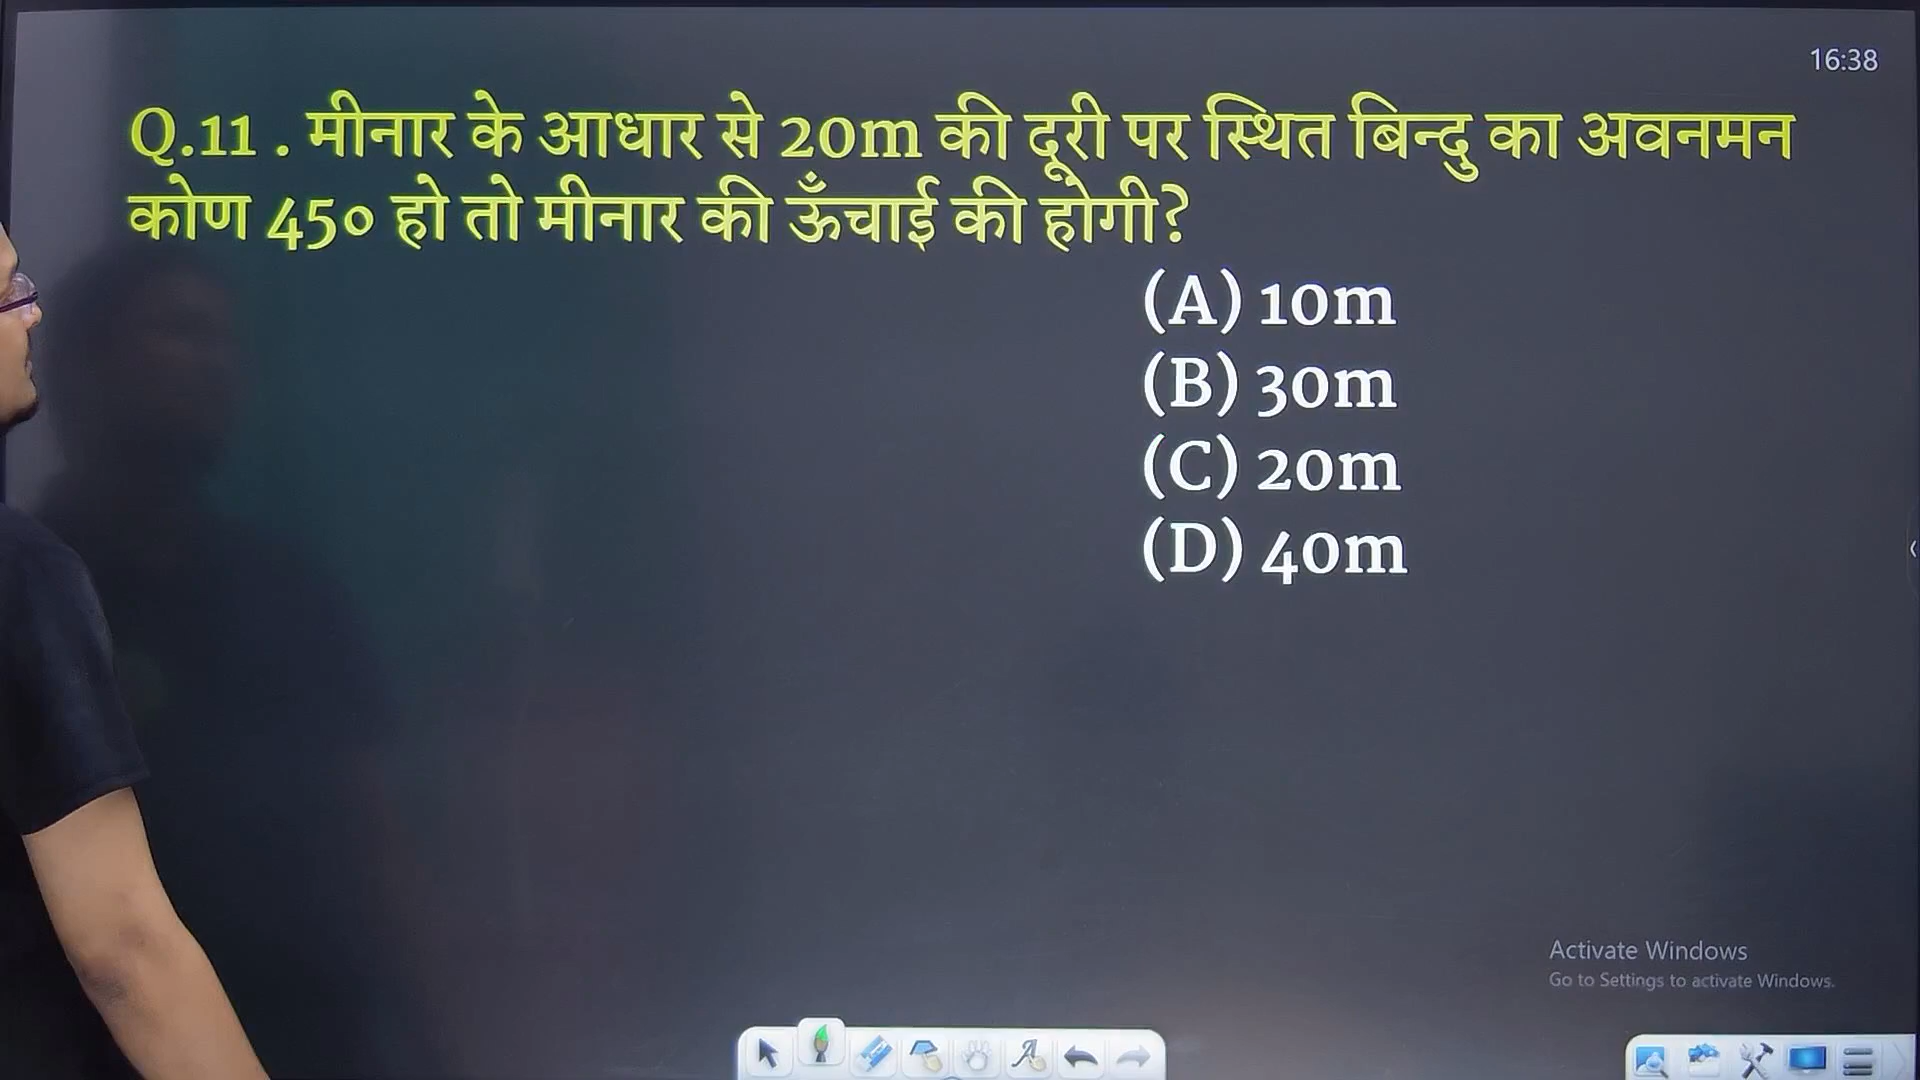 16:38
Q.11 . मीनार के आधार से 20m की दूरी पर स्थित बिन्दु का अवनमन
कोण 45० हो तो मीनार की ऊँचाई की होगी?
(A) 10m
(B) 30m
(C) 20m
(D) 40m
Activate Windows
Go to Settings to activate Windows.